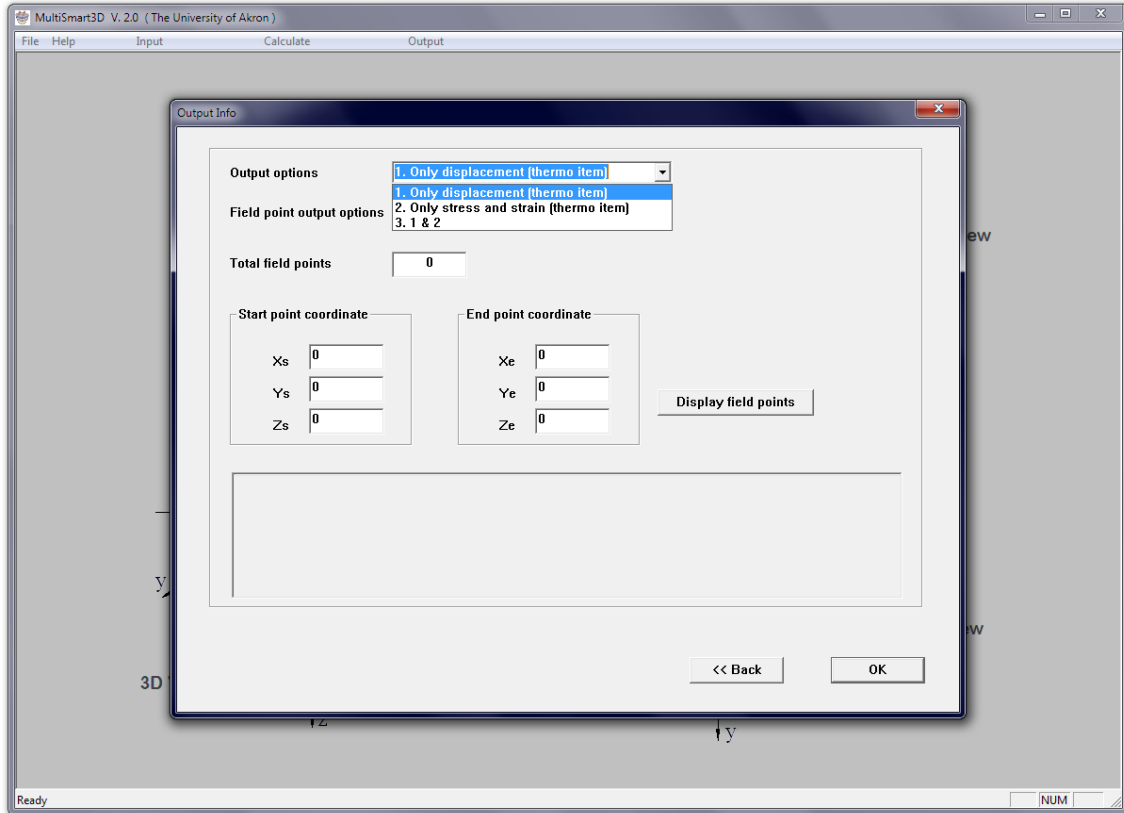 MultiSmart3D V. 2.0 ( The University of Akron )
File Help Input Calculate Output
Output Info
Output options 1. Only displacement (thermo item)
1. Only displacement (thermo item)
Field point output options 2. Only stress and strain (thermo item)
3. 1 & 2
ew
Total field points 0
Start point coordinate End point coordinate
Xs 0 Xe 0
Ys 0 Ye 0
Display field points
Zs 0 Ze 0
y
ew
<< Back OK
3D
z
y
Ready NUM